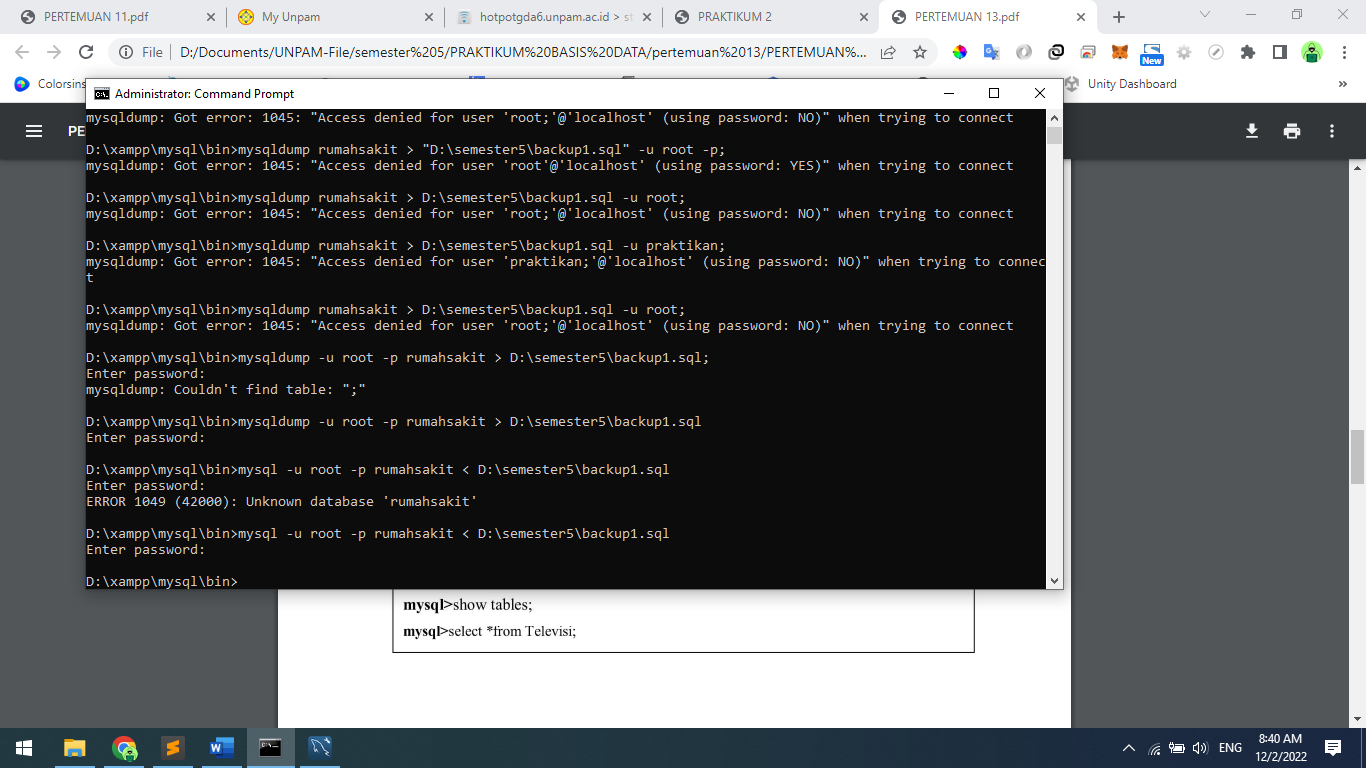 PERTEMUAN 11.pdf
My Unpam
hotpotgda6.unpam.ac.id > st
PRAKTIKUM 2
PERTEMUAN 13.pdf
File
D:/Documents/UNPAM-File/semester%205/PRAKTIKUM%20BASIS%20DATA/pertemuan%2013/PERTEMUAN%...
New
Colorsin
Unity Dashboard
»
PE
Administrator: Command Prompt
mysqldump: Got error: 1045: "Access denied for user 'root;'@'localhost' (using password: NO)" when trying to connect
D:\xampp\mysql\bin>mysqldump rumahsakit > "D:\semester5\backup1.sql" -u root -p;
mysqldump: Got error: 1045: "Access denied for user 'root'@'localhost' (using password: YES)" when trying to connect
D:\xampp\mysql\bin>mysqldump rumahsakit > D:\semester5\backup1.sql -u root;
mysqldump: Got error: 1045: "Access denied for user 'root;'@'localhost' (using password: NO)" when trying to connect
D:\xampp\mysql\bin>mysqldump rumahsakit > D:\semester5\backup1.sql -u praktikan;
mysqldump: Got error: 1045: "Access denied for user 'praktikan;'@'localhost' (using password: NO)" when trying to connec
t
D:\xampp\mysql\bin>mysqldump rumahsakit > D:\semester5\backup1.sql -u root;
mysqldump: Got error: 1045: "Access denied for user 'root;'@'localhost' (using password: NO)" when trying to connect
D:\xampp\mysql\bin>mysqldump -u root -p rumahsakit > D:\semester5\backup1.sql;
Enter password:
mysqldump: Couldn't find table: ";"
D:\xampp\mysql\bin>mysqldump -u root -p rumahsakit > D:\semester5\backup1.sql
Enter password:
D:\xampp\mysql\bin>mysql -u root -p rumahsakit < D:\semester5\backup1.sql
Enter password:
ERROR 1049 (42000): Unknown database 'rumahsakit'
D:\xampp\mysql\bin>mysql -u root -p rumahsakit < D:\semester5\backup1.sql
Enter password:
D:\xampp\mysql\bin>
mysql>show tables;
mysql>select *from Televisi;
ENG
8:40 AM
12/2/2022